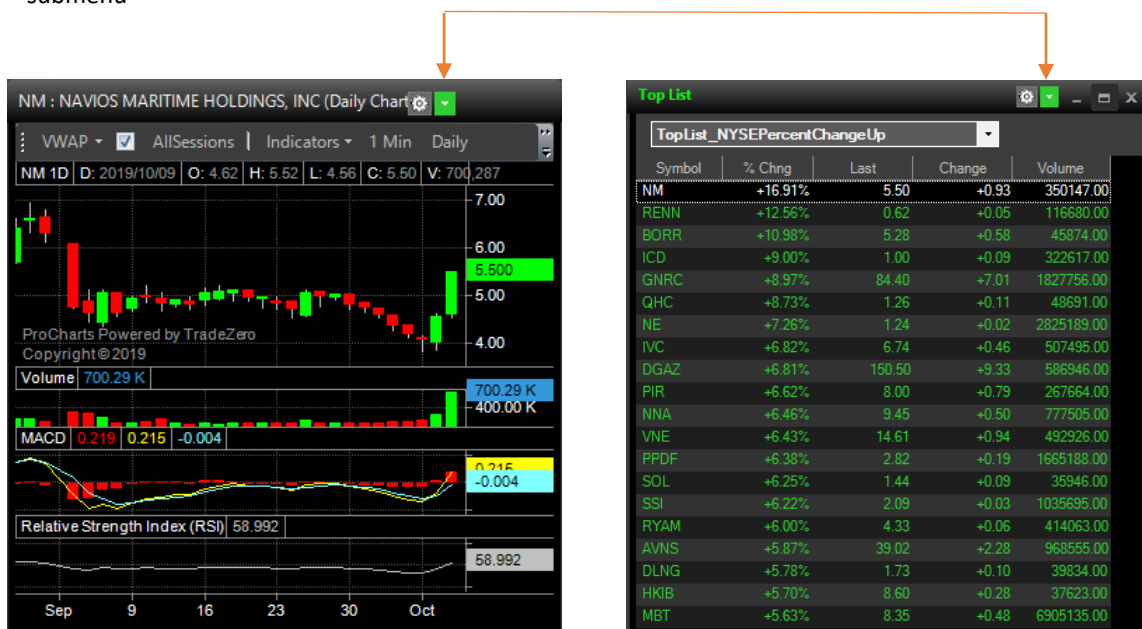 submenu
NM : NAVIOS MARITIME HOLDINGS, INC (Daily Chart
VWAP AllSessions | Indicators 1 Min Daily
NM 1D D: 2019/10/09 O: 4.62 H: 5.52 L: 4.56 C: 5.50 V: 700,287
7.00
6.00
5.500
5.00
4.00
ProCharts Powered by TradeZero
Copyright © 2019
Volume 700.29 K
700.29 K
400.00 K
MACD 0.219 0.215 -0.004
0.215
-0.004
Relative Strength Index (RSI) 58.992
58.992
Sep 9 16 23 30 Oct
Top List
TopList_NYSEPercentChangeUp
Symbol % Chng Last Change Volume
NM +16.91% 5.50 +0.93 350147.00
RENN +12.56% 0.62 +0.05 116680.00
BORR +10.98% 5.28 +0.58 45874.00
ICD +9.00% 1.00 +0.09 322617.00
GNRC +8.97% 84.40 +7.01 1827756.00
QHC +8.73% 1.26 +0.11 48691.00
NE +7.26% 1.24 +0.02 2825189.00
IVC +6.82% 6.74 +0.46 507495.00
DGAZ +6.81% 150.50 +9.33 586946.00
PIR +6.62% 8.00 +0.79 267664.00
NNA +6.46% 9.45 +0.50 777505.00
VNE +6.43% 14.61 +0.94 492926.00
PPDF +6.38% 2.82 +0.19 1665188.00
SOL +6.25% 1.44 +0.09 35946.00
SSI +6.22% 2.09 +0.03 1035695.00
RYAM +6.00% 4.33 +0.06 414063.00
AVNS +5.87% 39.02 +2.28 968555.00
DLNG +5.78% 1.73 +0.10 39834.00
HKIB +5.70% 8.60 +0.28 37623.00
MBT +5.63% 8.35 +0.48 6905135.00